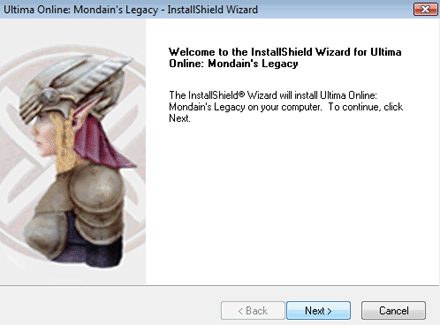 Ultima Online: Mondain's Legacy - InstallShield Wizard
Welcome to the InstallShield Wizard for Ultima
Online: Mondain's Legacy
The InstallShield® Wizard will install Ultima Online:
Mondain's Legacy on your computer. To continue, click
Next.
< Back Next > Cancel